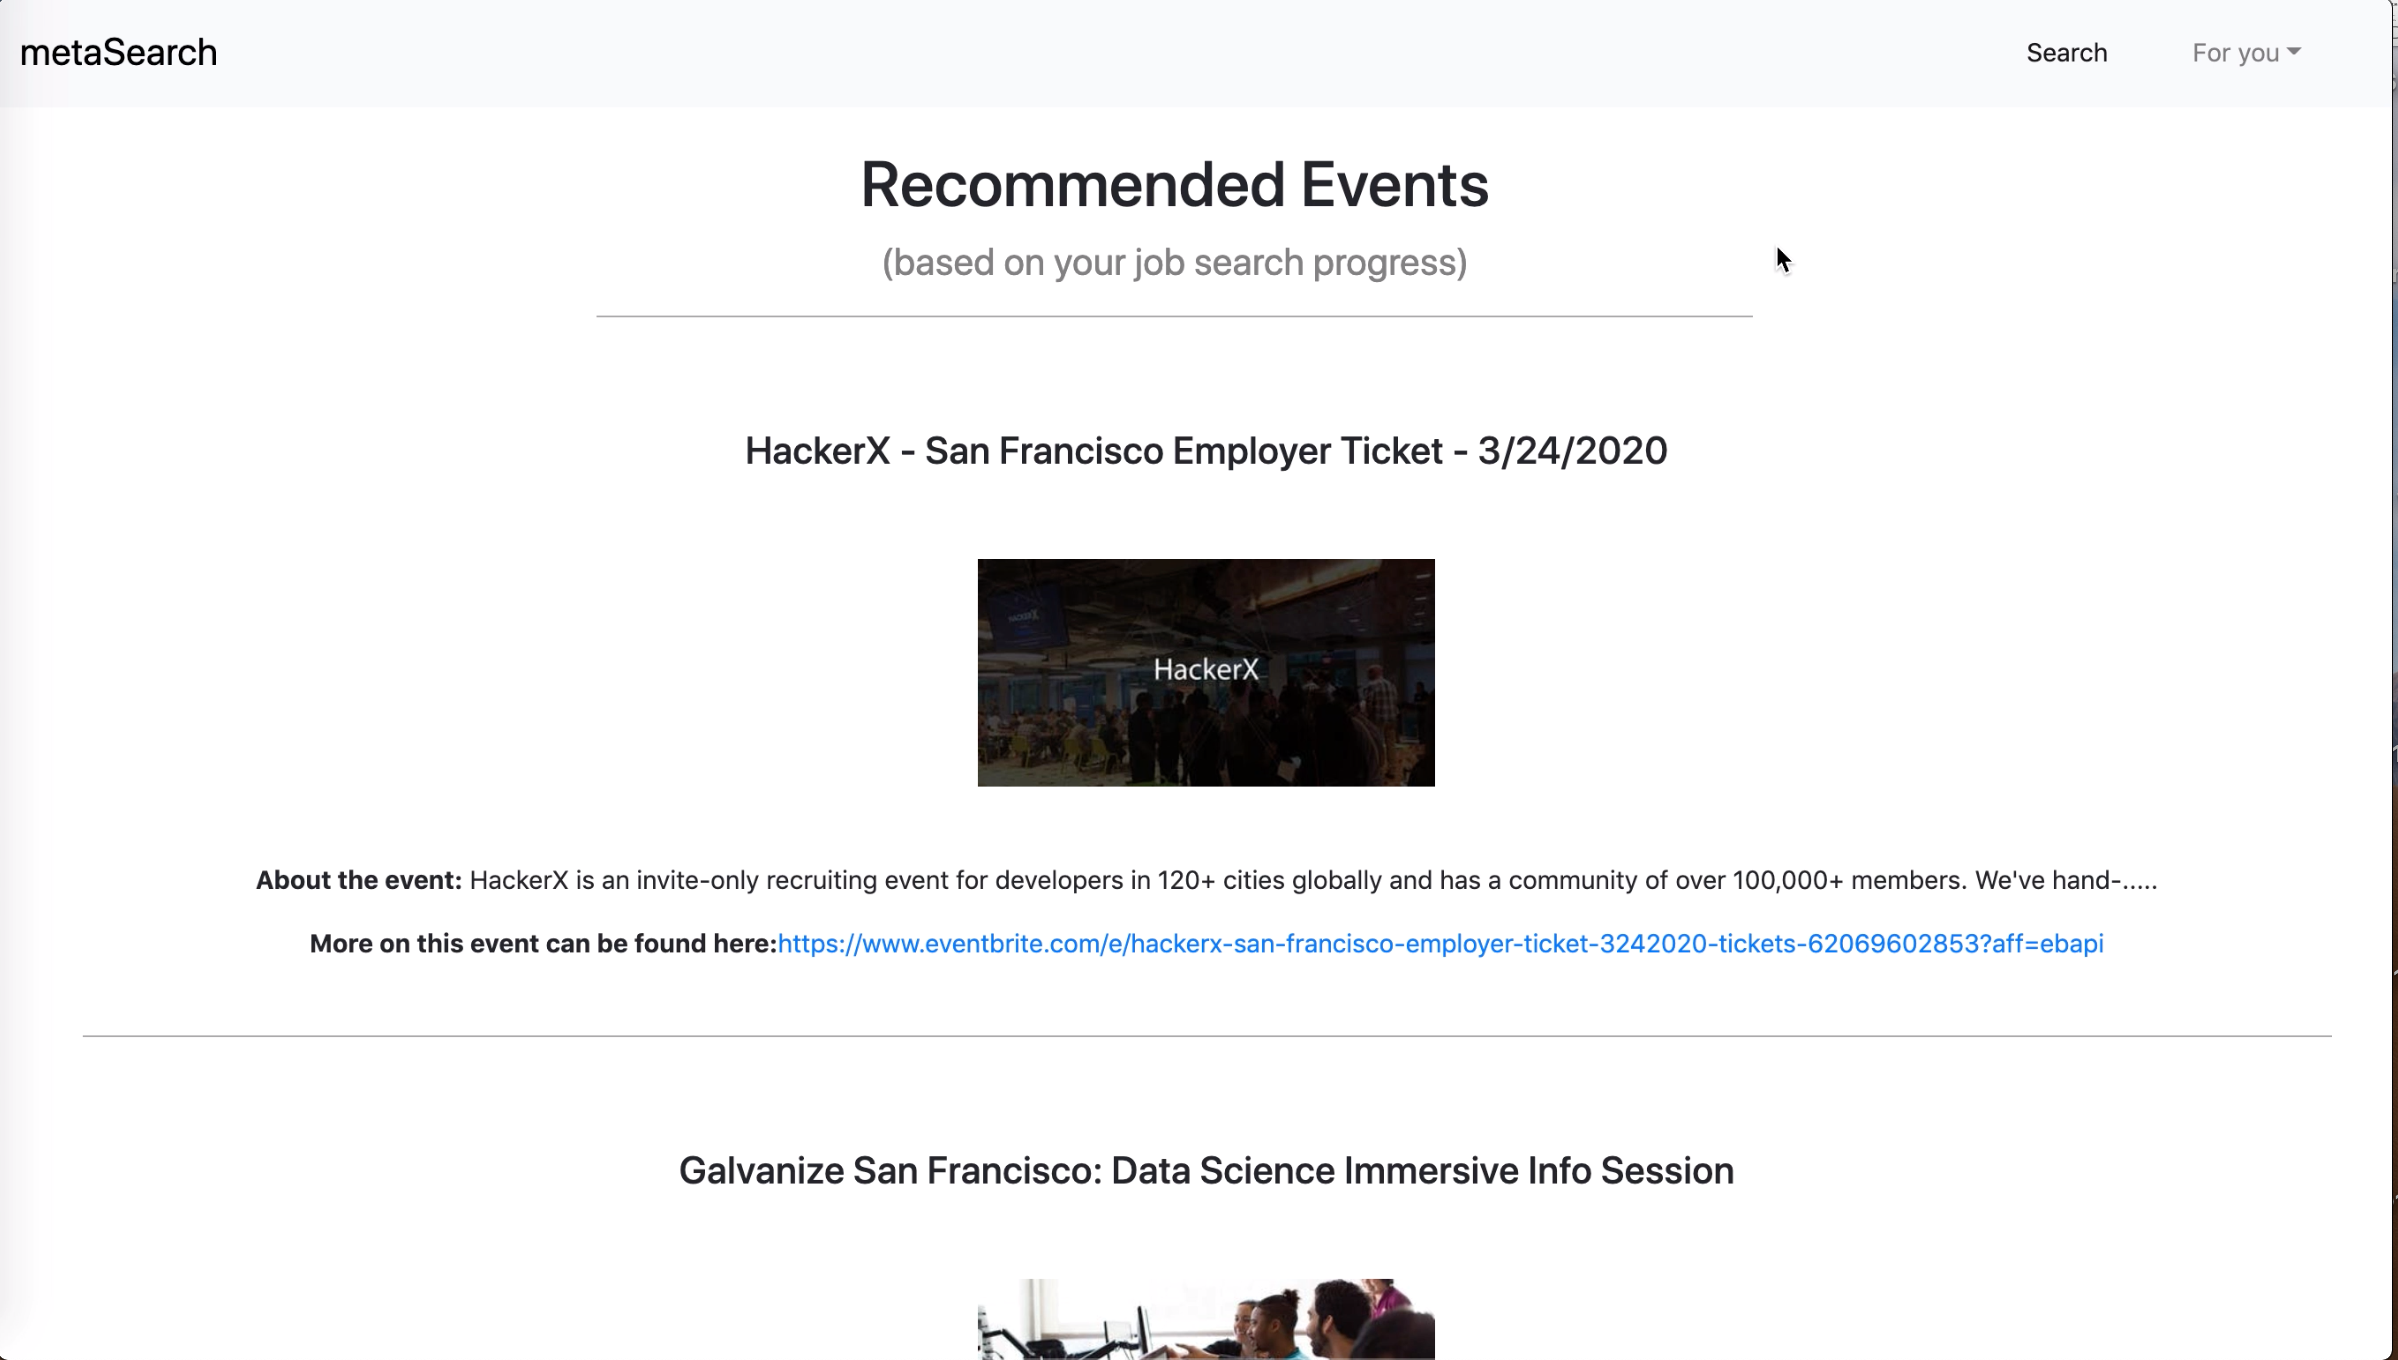 metaSearch
Search
For you
Recommended Events
(based on your job search progress)
HackerX - San Francisco Employer Ticket - 3/24/2020
HackerX
About the event: HackerX is an invite-only recruiting event for developers in 120+ cities globally and has a community of over 100,000+ members. We've hand-.....
More on this event can be found here:https://www.eventbrite.com/e/hackerx-san-francisco-employer-ticket-3242020-tickets-62069602853?aff=ebapi
Galvanize San Francisco: Data Science Immersive Info Session